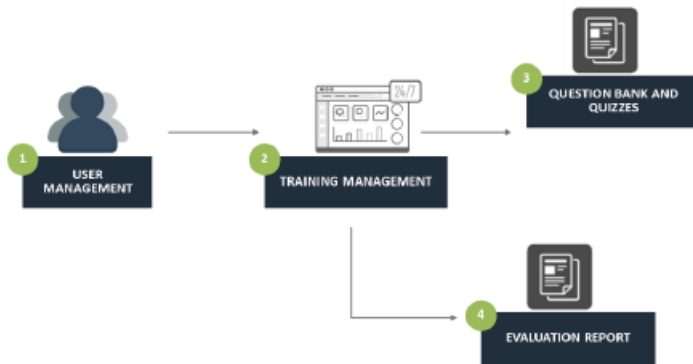 1
USER
MANAGEMENT
24/7
2
TRAINING MANAGEMENT
3
QUESTION BANK AND
QUIZZES
4
EVALUATION REPORT